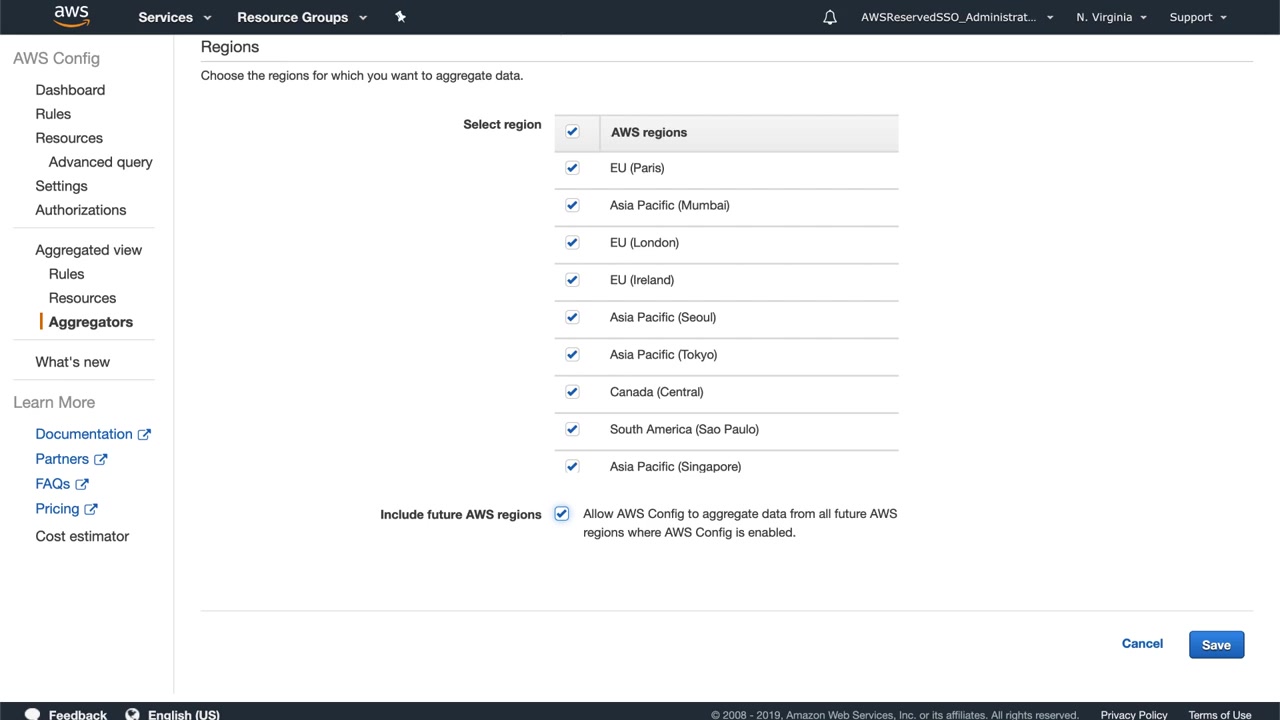 aws
Services
Resource Groups
AWSReservedSSO_Administrat...
N. Virginia
Support
AWS Config
Dashboard
Rules
Resources
Advanced query
Settings
Authorizations
Aggregated view
Rules
Resources
Aggregators
What's new
Learn More
Documentation
Partners
FAQs
Pricing
Cost estimator
Regions
Choose the regions for which you want to aggregate data.
Select region
AWS regions
EU (Paris)
Asia Pacific (Mumbai)
EU (London)
EU (Ireland)
Asia Pacific (Seoul)
Asia Pacific (Tokyo)
Canada (Central)
South America (Sao Paulo)
Asia Pacific (Singapore)
Include future AWS regions
Allow AWS Config to aggregate data from all future AWS
regions where AWS Config is enabled.
Cancel
Save
Feedback
English (US)
© 2008 - 2019, Amazon Web Services, Inc. or its affiliates. All rights reserved.
Privacy Policy
Terms of Use